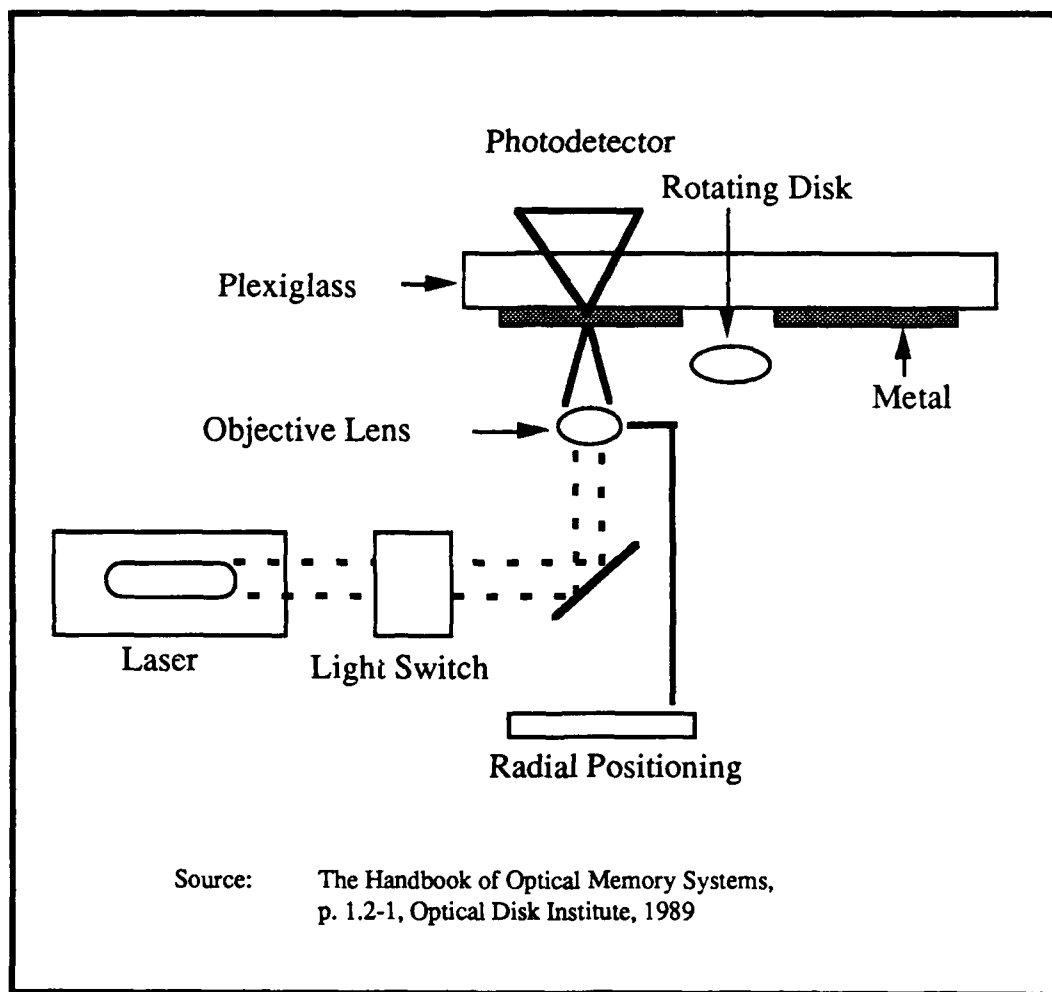 Photodetector
Rotating Disk
Plexiglass
Metal
Objective Lens
Laser
Light Switch
Radial Positioning
Source: The Handbook of Optical Memory Systems,
p. 1.2-1, Optical Disk Institute, 1989